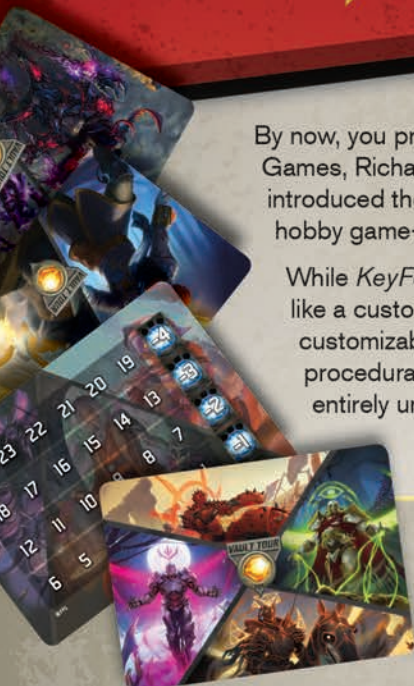 By now, you pr
Games, Richa
introduced the
hobby game-
While KeyF
like a custo
customizab
procedura
entirely un
VAULT TOUR
19 -4
23 22 21 20 13 -3
18 17 16 15 14 7 -2
12 11 10 8 -1
6 5
VAULT TOUR